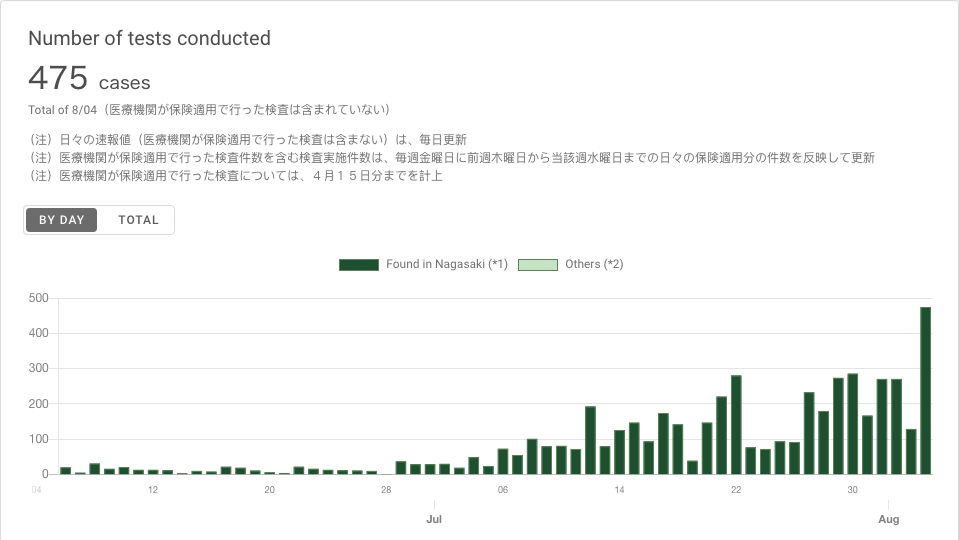 Number of tests conducted
475 cases
Total of 8/04（医療機関が保険適用で行った検査は含まれていない）
（注）日々の速報値（医療機関が保険適用で行った検査は含まない）は、毎日更新
（注）医療機関が保険適用で行った検査件数を含む検査実施件数は、毎週金曜日に前週木曜日から当該週水曜日までの日々の保険適用分の件数を反映して更新
（注）医療機関が保険適用で行った検査については、４月１５日分までを計上
BY DAY TOTAL
Found in Nagasaki (*1) Others (*2)
500
400
300
200
100
0
04 12 20 28 06 14 22 30
Jul Aug